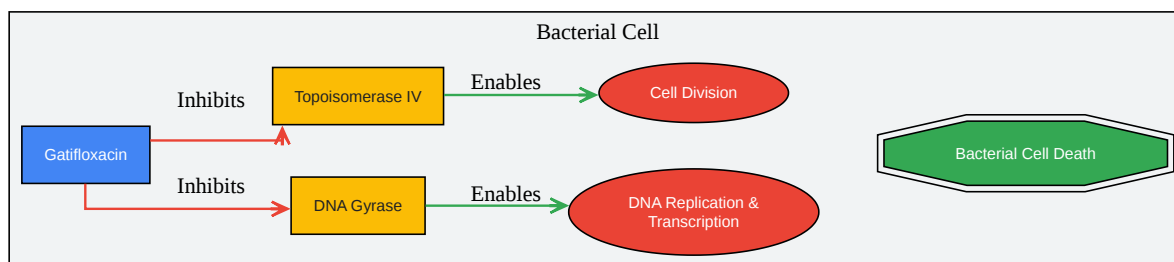 Bacterial Cell
Inhibits
Topoisomerase IV
Enables
Cell Division
Gatifloxacin
Bacterial Cell Death
Inhibits
DNA Gyrase
Enables
DNA Replication &
Transcription